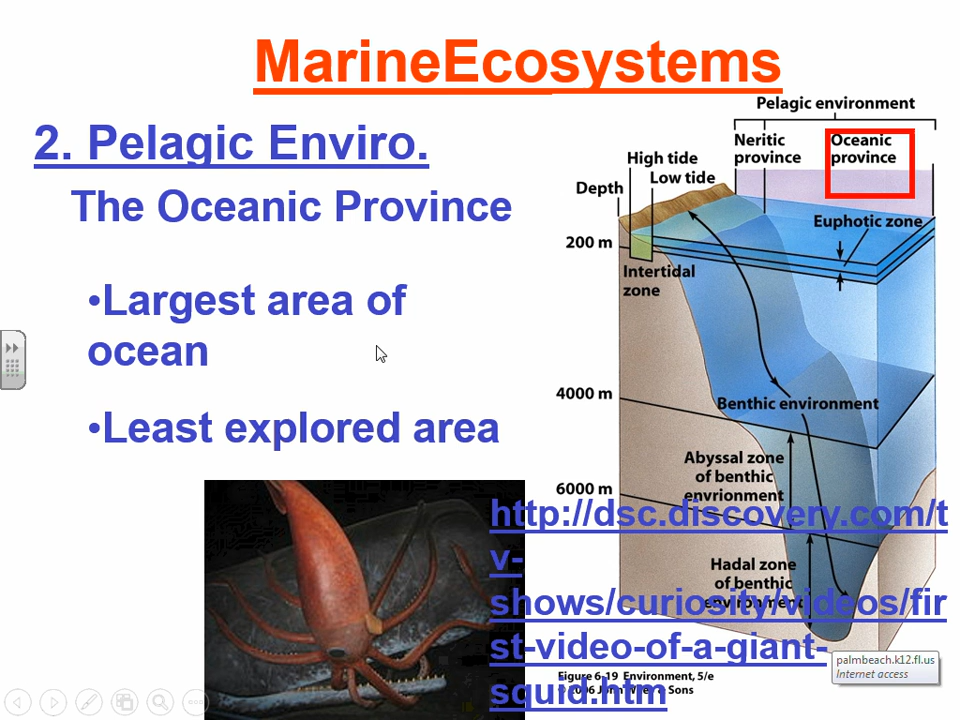 MarineEcosystems
2. Pelagic Enviro.
The Oceanic Province
•Largest area of
ocean
•Least explored area
http://dsc.discovery.com/t
v-
shows/curiosity/videos/fir
st-video-of-a-giant-
squid.htm
Pelagic environment
Neritic
province
Oceanic
province
High tide
Low tide
Depth
Euphotic zone
200 m
Intertidal
zone
4000 m
Benthic environment
Abyssal zone
of benthic
envrionment
6000 m
Hadal zone
of benthic
environment
Figure 6-19 Environment, 5/e
© 2006 John Wiley & Sons
palmbeach.k12.fl.us
Internet access